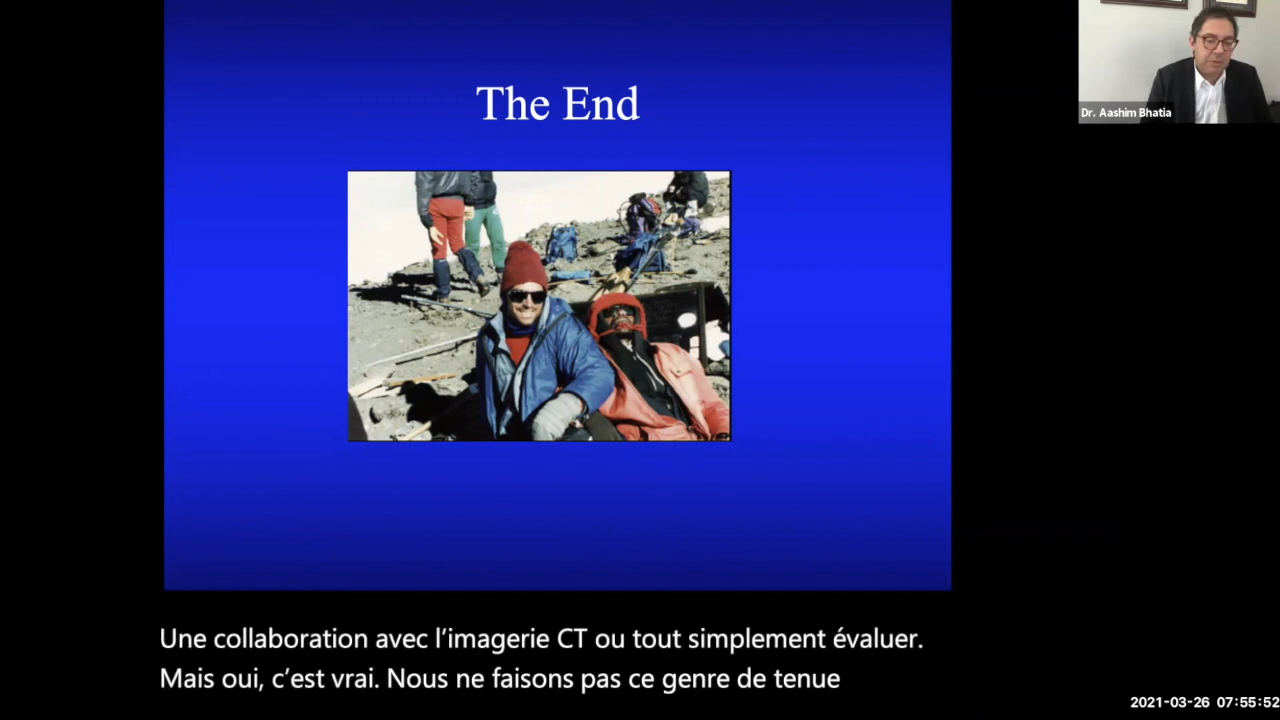 The End
Dr. Aashim Bhatia
Une collaboration avec l’imagerie CT ou tout simplement évaluer.
Mais oui, c’est vrai. Nous ne faisons pas ce genre de tenue
2021-03-26 07:55:52